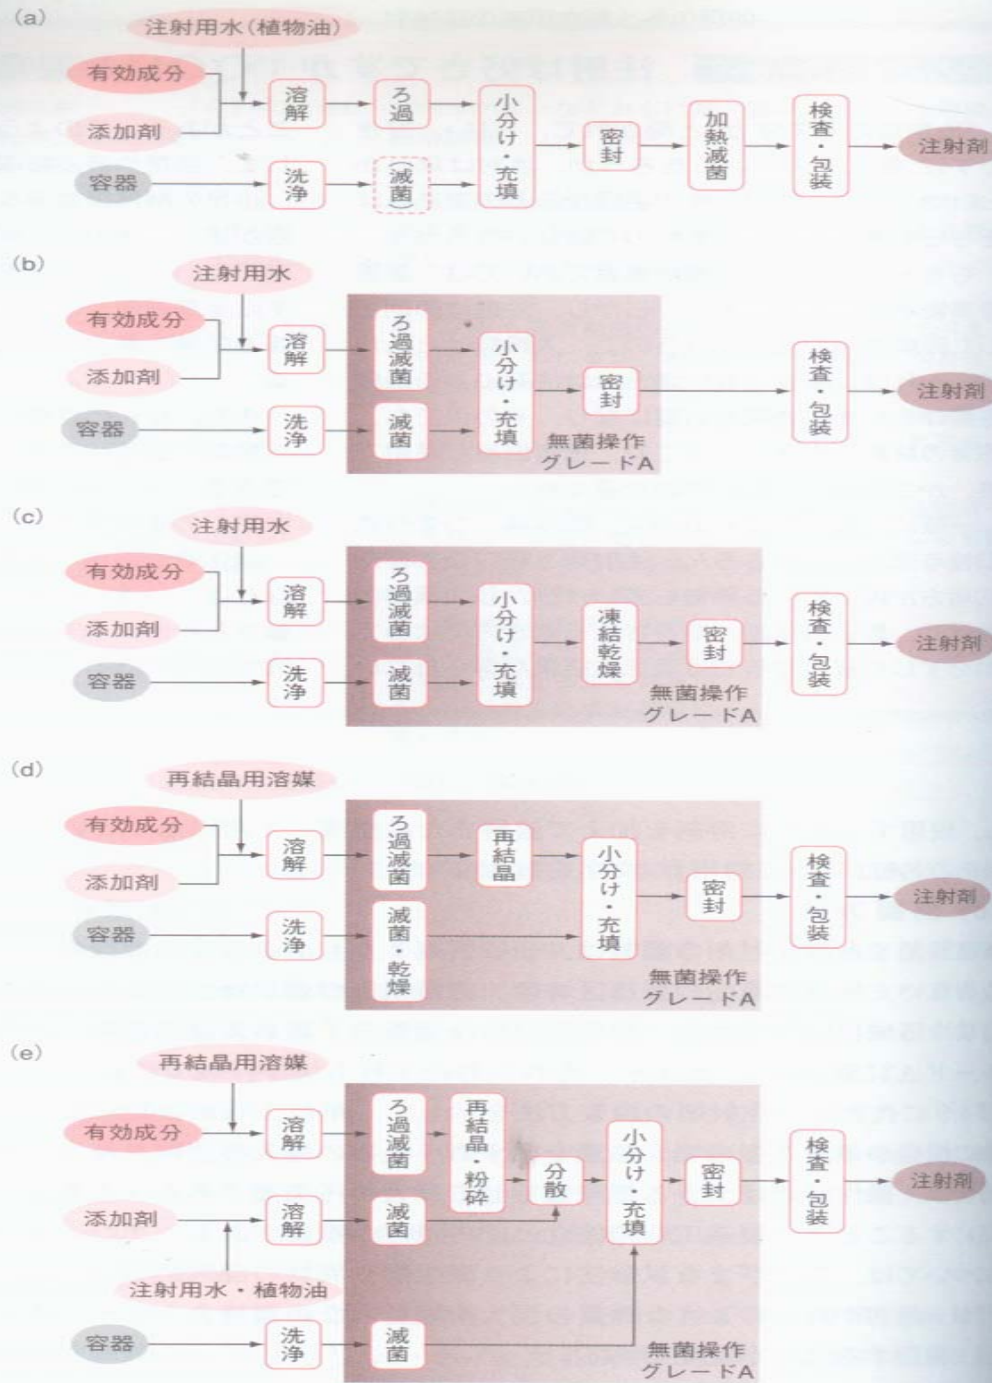 (a)
注射用水(植物油)
有効成分
添加剤
容器
溶解
ろ過
洗浄
(滅菌)
小分け・充填
密封
加熱滅菌
検査・包装
注射剤
(b)
注射用水
有効成分
添加剤
容器
溶解
ろ過滅菌
洗浄
滅菌
小分け・充填
密封
無菌操作
グレードA
検査・包装
注射剤
(c)
注射用水
有効成分
添加剤
容器
溶解
ろ過滅菌
洗浄
滅菌
小分け・充填
凍結乾燥
密封
無菌操作
グレードA
検査・包装
注射剤
(d)
再結晶用溶媒
有効成分
添加剤
容器
溶解
ろ過滅菌
再結晶
洗浄
滅菌・乾燥
小分け・充填
密封
無菌操作
グレードA
検査・包装
注射剤
(e)
再結晶用溶媒
有効成分
溶解
ろ過滅菌
再結晶・粉砕
添加剤
溶解
滅菌
分散
注射用水・植物油
容器
洗浄
滅菌
小分け・充填
密封
無菌操作
グレードA
検査・包装
注射剤